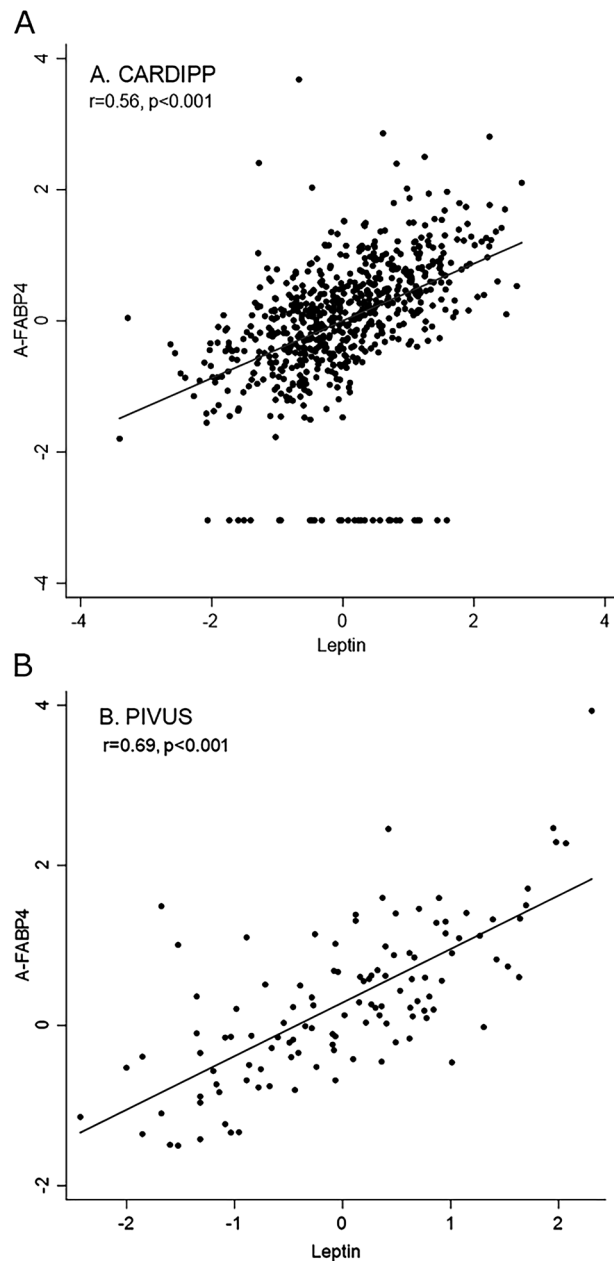 A
A. CARDIPP
r=0.56, p<0.001
4
2
0
-2
-4
A-FABP4
-4 -2 0 2 4
Leptin
B
B. PIVUS
r=0.69, p<0.001
4
2
0
-2
A-FABP4
-2 -1 0 1 2
Leptin